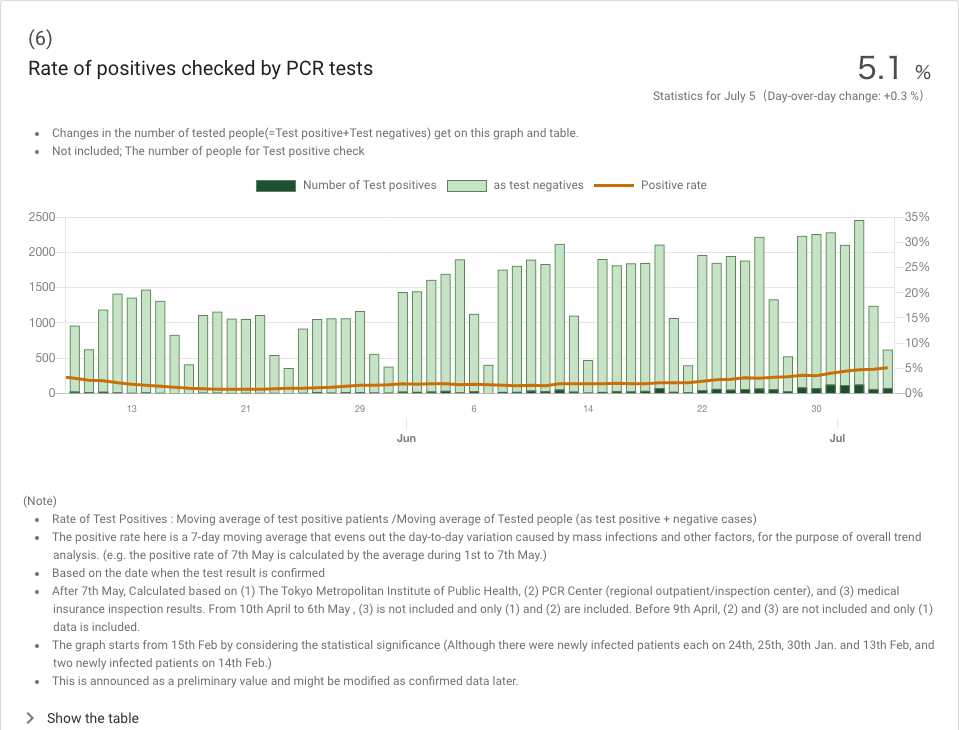 (6)
Rate of positives checked by PCR tests
5.1 %
Statistics for July 5 (Day-over-day change: +0.3 %)
• Changes in the number of tested people(=Test positive+Test negatives) get on this graph and table.
• Not included; The number of people for Test positive check
Number of Test positives as test negatives Positive rate
2500 35%
30%
2000
25%
1500 20%
15%
1000
10%
500
5%
0 0%
13 21 29 6 14 22 30
Jun Jul
(Note)
• Rate of Test Positives : Moving average of test positive patients /Moving average of Tested people (as test positive + negative cases)
• The positive rate here is a 7-day moving average that evens out the day-to-day variation caused by mass infections and other factors, for the purpose of overall trend
analysis. (e.g. the positive rate of 7th May is calculated by the average during 1st to 7th May.)
• Based on the date when the test result is confirmed
• After 7th May, Calculated based on (1) The Tokyo Metropolitan Institute of Public Health, (2) PCR Center (regional outpatient/inspection center), and (3) medical
insurance inspection results. From 10th April to 6th May , (3) is not included and only (1) and (2) are included. Before 9th April, (2) and (3) are not included and only (1)
data is included.
• The graph starts from 15th Feb by considering the statistical significance (Although there were newly infected patients each on 24th, 25th, 30th Jan. and 13th Feb, and
two newly infected patients on 14th Feb.)
• This is announced as a preliminary value and might be modified as confirmed data later.
Show the table